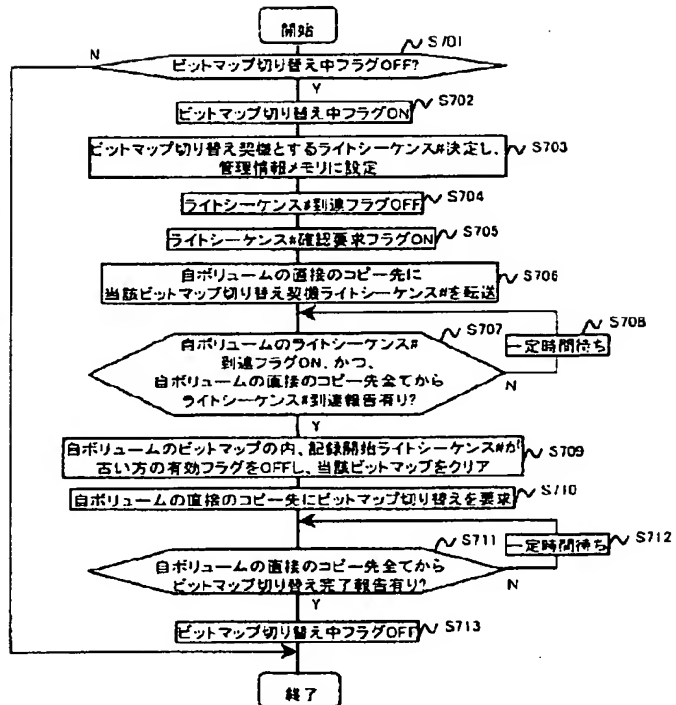 開始
N
S701
ビットマップ切り替え中フラグOFF?
Y
S702
ビットマップ切り替え中フラグON
ビットマップ切り替え契機とするライトシーケンス#決定し、
管理情報メモリに設定
S703
S704
ライトシーケンス#到達フラグOFF
S705
ライトシーケンス#確認要求フラグON
自ボリュームの直接のコピー先に
当該ビットマップ切り替え契機ライトシーケンス#を転送
S706
S707
S708
自ボリュームのライトシーケンス#
到達フラグON、かつ、
自ボリュームの直接のコピー先全てから
ライトシーケンス#到達報告有り?
一定時間待ち
N
Y
自ボリュームのビットマップの内、記録開始ライトシーケンス#が
古い方の有効フラグをOFFし、当該ビットマップをクリア
S709
自ボリュームの直接のコピー先にビットマップ切り替えを要求
S710
S711
S712
自ボリュームの直接のコピー先全てから
ビットマップ切り替え完了報告有り?
一定時間待ち
N
Y
ビットマップ切り替え中フラグOFF
S713
終了